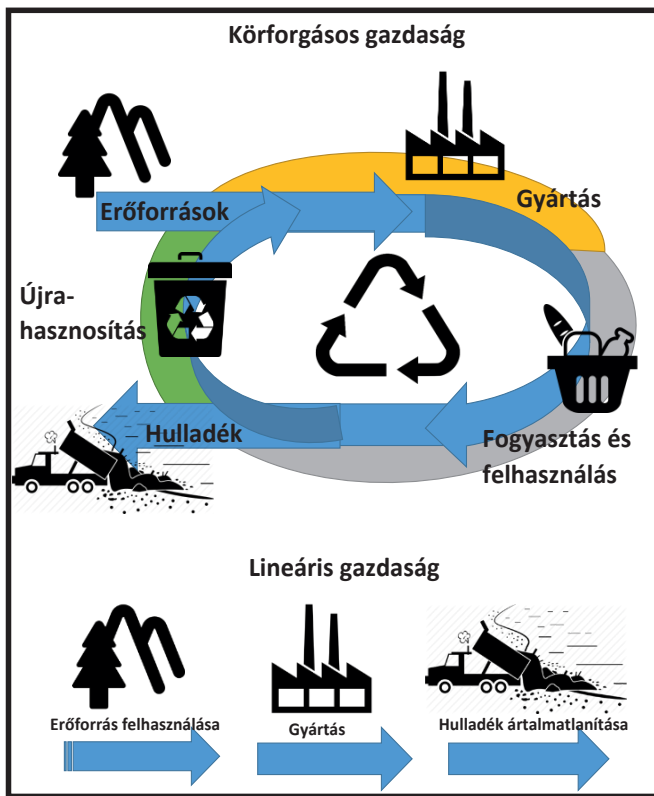 Körforgásos gazdaság
Erőforrások
Gyártás
Újra-
hasznosítás
Hulladék
Fogyasztás és
felhasználás
Lineáris gazdaság
Erőforrás felhasználása
Gyártás
Hulladék ártalmatlanítása